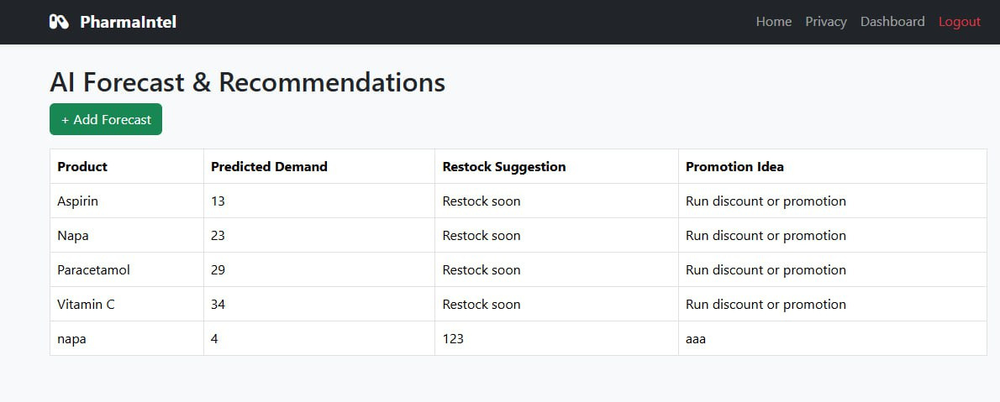 PharmaIntel Home Privacy Dashboard Logout
AI Forecast & Recommendations
+ Add Forecast
Product Predicted Demand Restock Suggestion Promotion Idea
Aspirin 13 Restock soon Run discount or promotion
Napa 23 Restock soon Run discount or promotion
Paracetamol 29 Restock soon Run discount or promotion
Vitamin C 34 Restock soon Run discount or promotion
napa 4 123 aaa